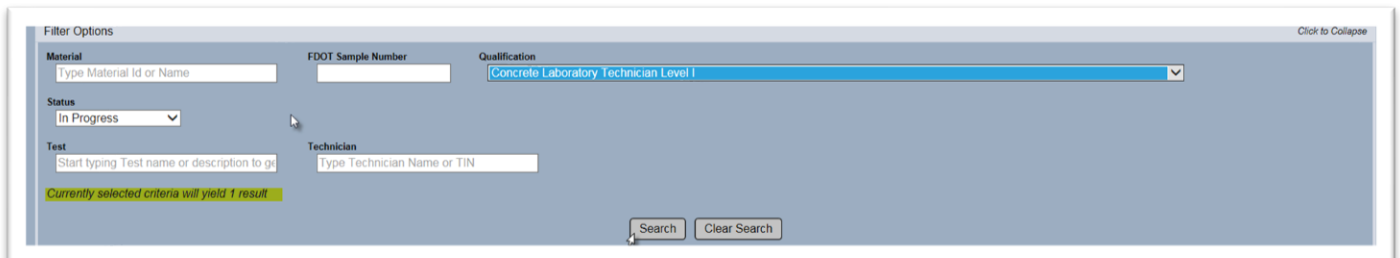 Filter Options
Click to Collapse
Material
FDOT Sample Number
Qualification
Type Material Id or Name
Concrete Laboratory Technician Level I
Status
In Progress
Test
Technician
Start typing Test name or description to ge
Type Technician Name or TIN
Currently selected criteria will yield 1 result
Search
Clear Search